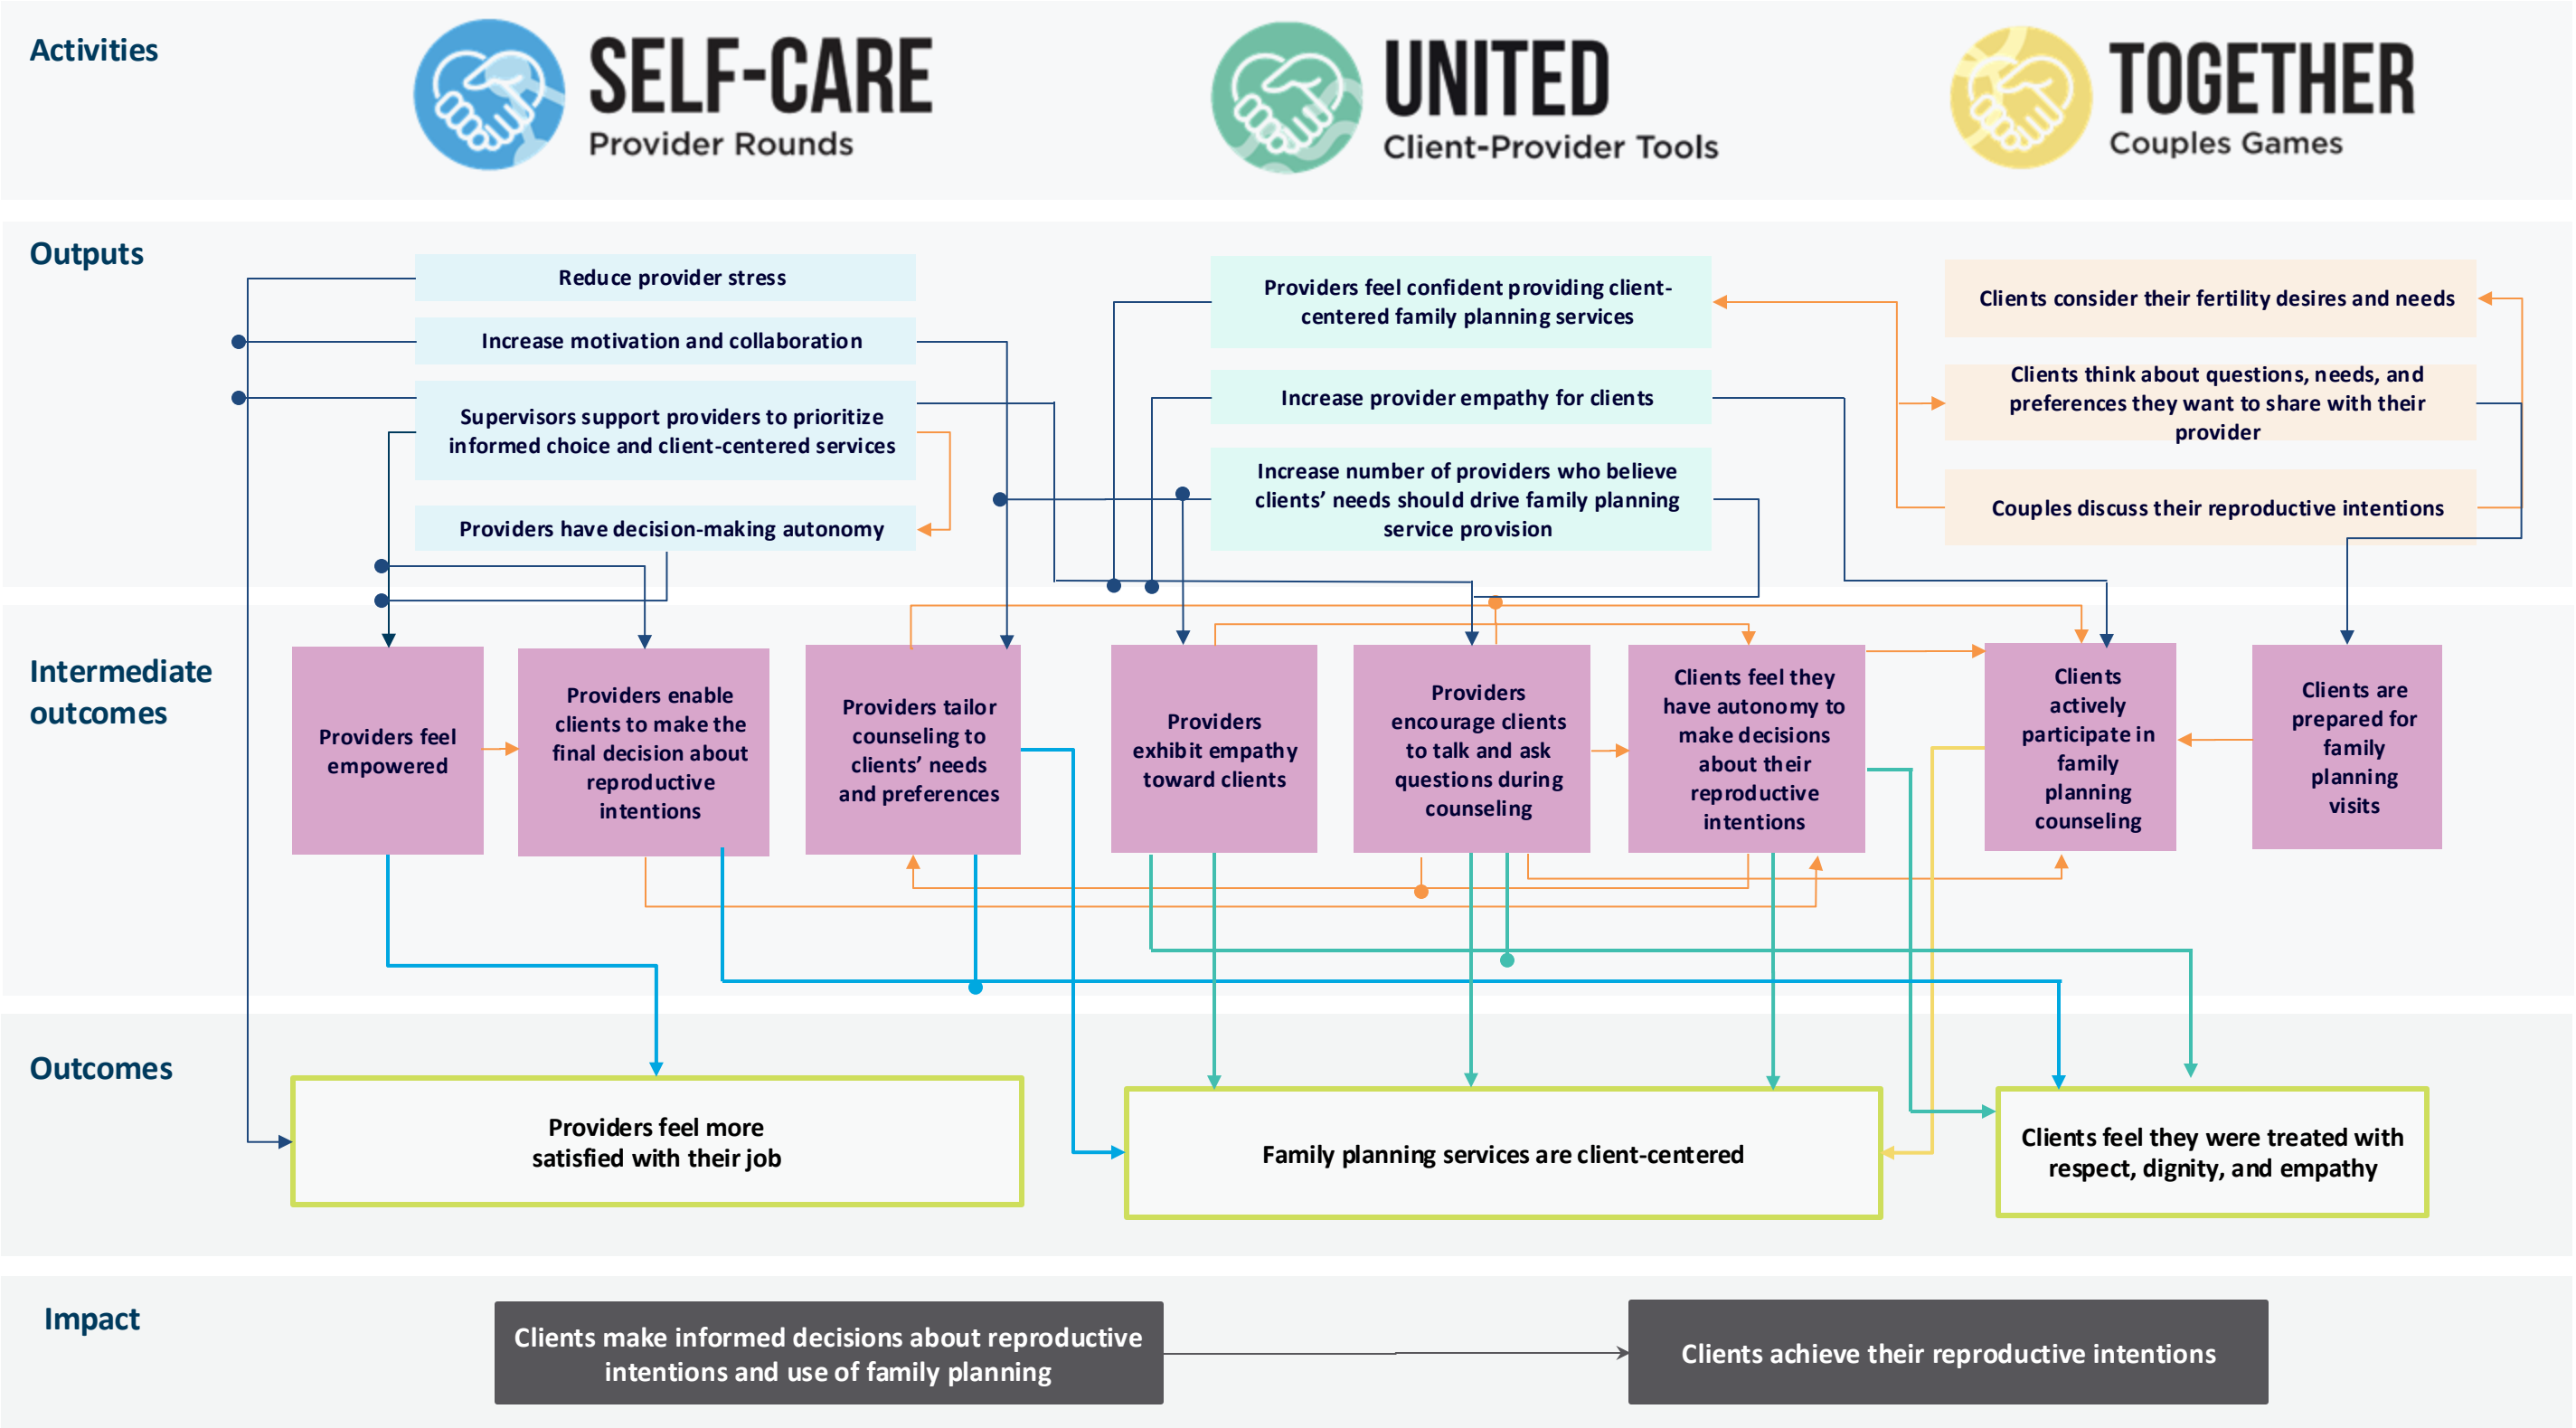 Activities
SELF-CARE
Provider Rounds
UNITED
Client-Provider Tools
TOGETHER
Couples Games
Outputs
Reduce provider stress
Increase motivation and collaboration
Supervisors support providers to prioritize
informed choice and client-centered services
Providers have decision-making autonomy
Providers feel confident providing client-
centered family planning services
Increase provider empathy for clients
Increase number of providers who believe
clients’ needs should drive family planning
service provision
Clients consider their fertility desires and needs
Clients think about questions, needs, and
preferences they want to share with their
provider
Couples discuss their reproductive intentions
Intermediate
outcomes
Providers feel
empowered
Providers enable
clients to make the
final decision about
reproductive
intentions
Providers tailor
counseling to
clients’ needs
and preferences
Providers
exhibit empathy
toward clients
Providers
encourage clients
to talk and ask
questions during
counseling
Clients feel they
have autonomy to
make decisions
about their
reproductive
intentions
Clients
actively
participate in
family
planning
counseling
Clients are
prepared for
family
planning
visits
Outcomes
Providers feel more
satisfied with their job
Family planning services are client-centered
Clients feel they were treated with
respect, dignity, and empathy
Impact
Clients make informed decisions about reproductive
intentions and use of family planning
Clients achieve their reproductive intentions